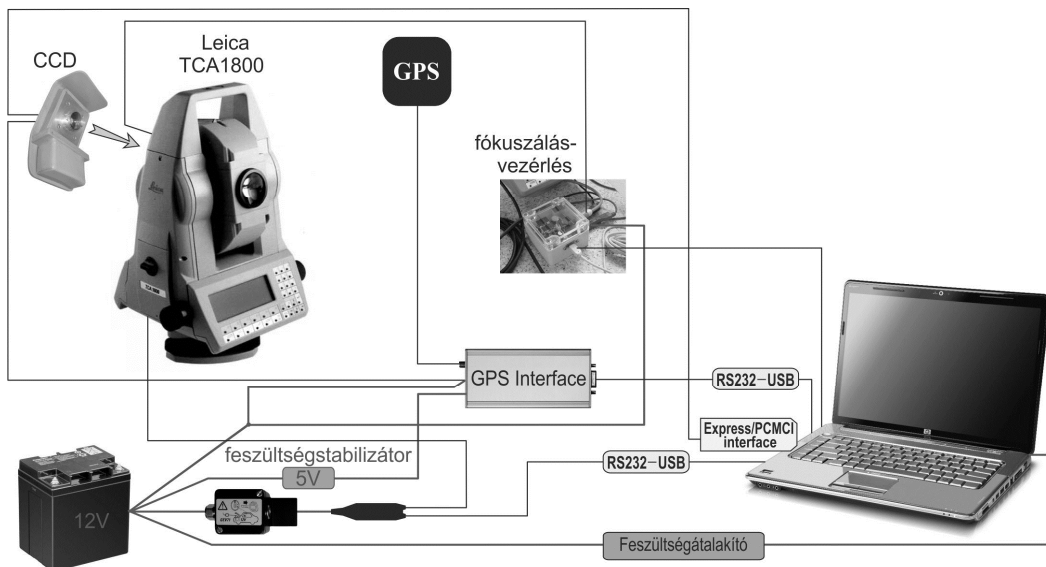 CCD
Leica
TCA1800
GPS
fókuszálás-
vezérlés
GPS Interface
RS232-USB
Express/PCMCI
interface
feszültségstabilizátor
5V
RS232-USB
12V
Feszültségátalakító